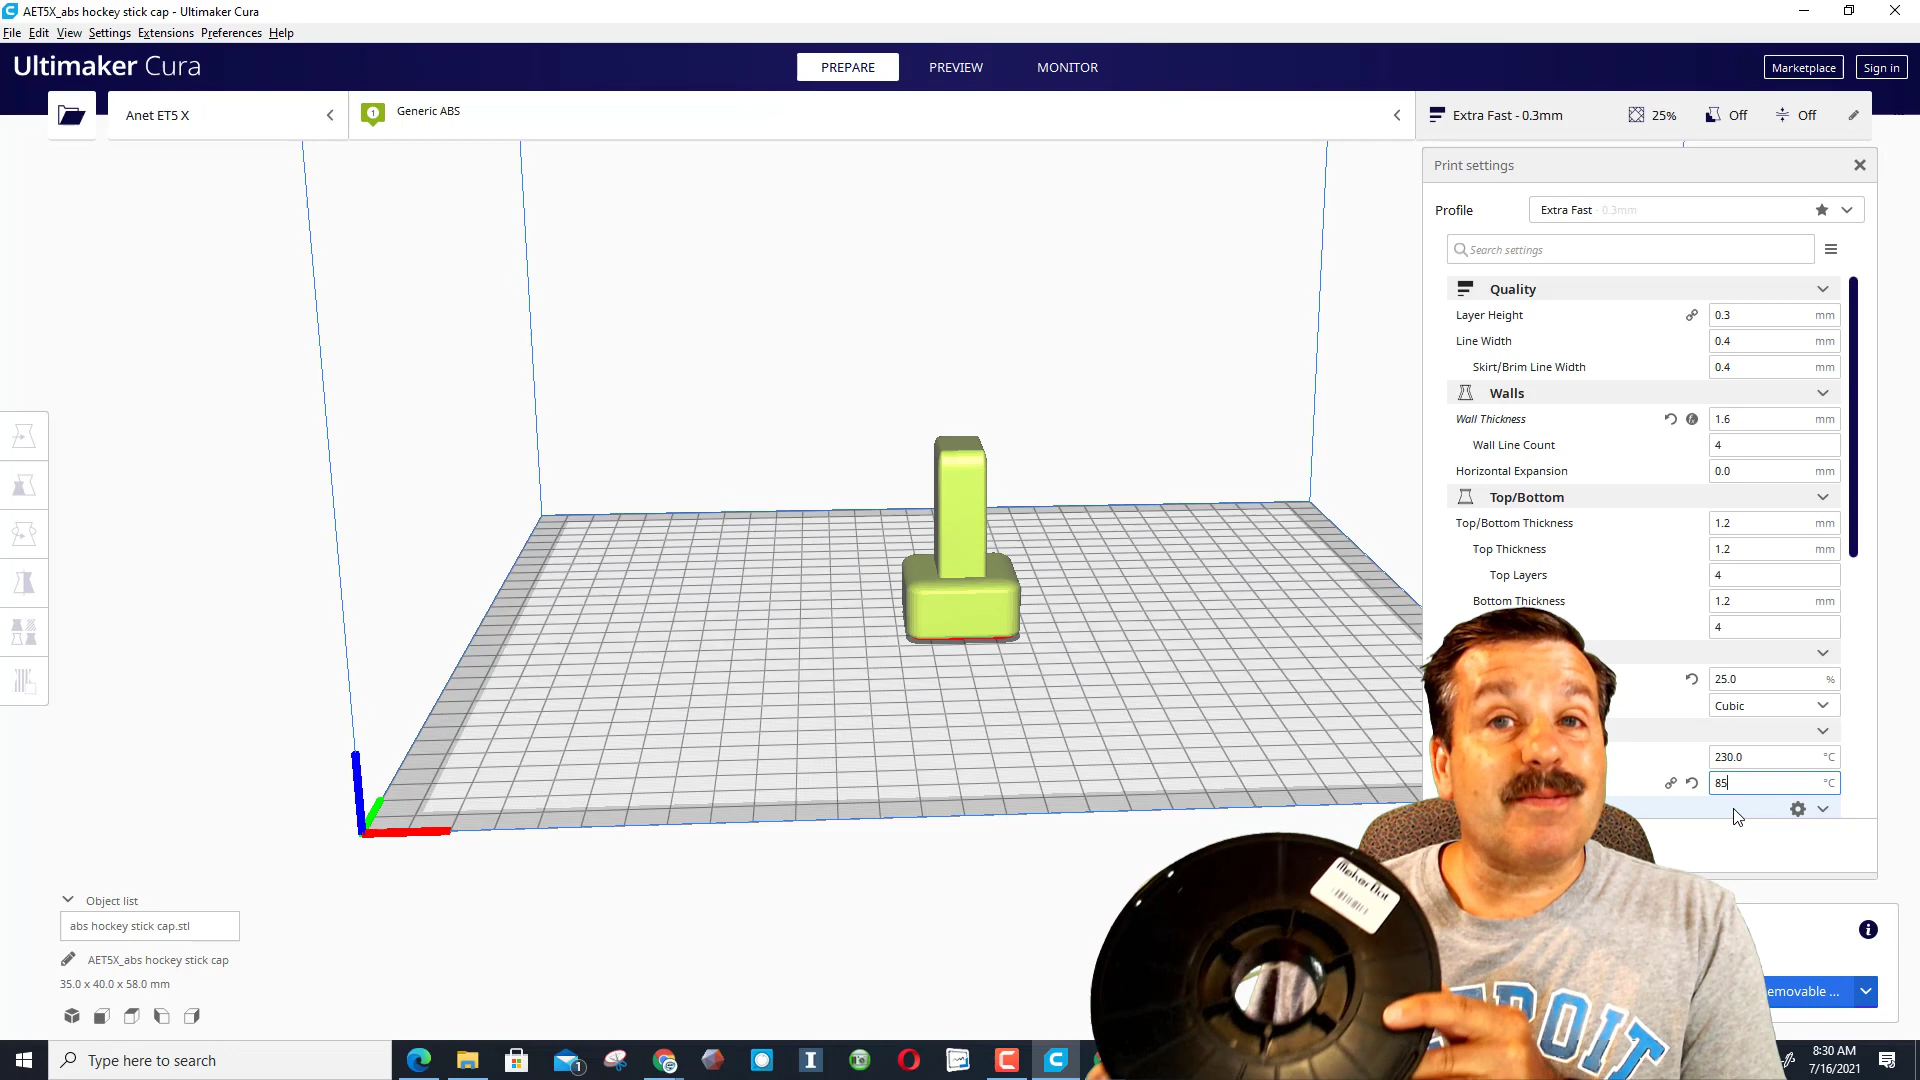 AET5X_abs hockey stick cap - Ultimaker Cura
File Edit View Settings Extensions Preferences Help
Ultimaker Cura
PREPARE
PREVIEW
MONITOR
Marketplace
Sign in
Anet ET5 X
1
Generic ABS
Extra Fast - 0.3mm
25%
Off
Off
Print settings
Profile
Extra Fast - 0.3mm
Search settings
Quality
Layer Height 0.3 mm
Line Width 0.4 mm
Skirt/Brim Line Width 0.4 mm
Walls
Wall Thickness 1.6 mm
Wall Line Count 4
Horizontal Expansion 0.0 mm
Top/Bottom
Top/Bottom Thickness 1.2 mm
Top Thickness 1.2 mm
Top Layers 4
Bottom Thickness 1.2 mm
4
25.0 %
Cubic
230.0 °C
85 °C
Maker Bot
emovable ...
Object list
abs hockey stick cap.stl
AET5X_abs hockey stick cap
35.0 x 40.0 x 58.0 mm
Type here to search
1
8:30 AM
7/16/2021